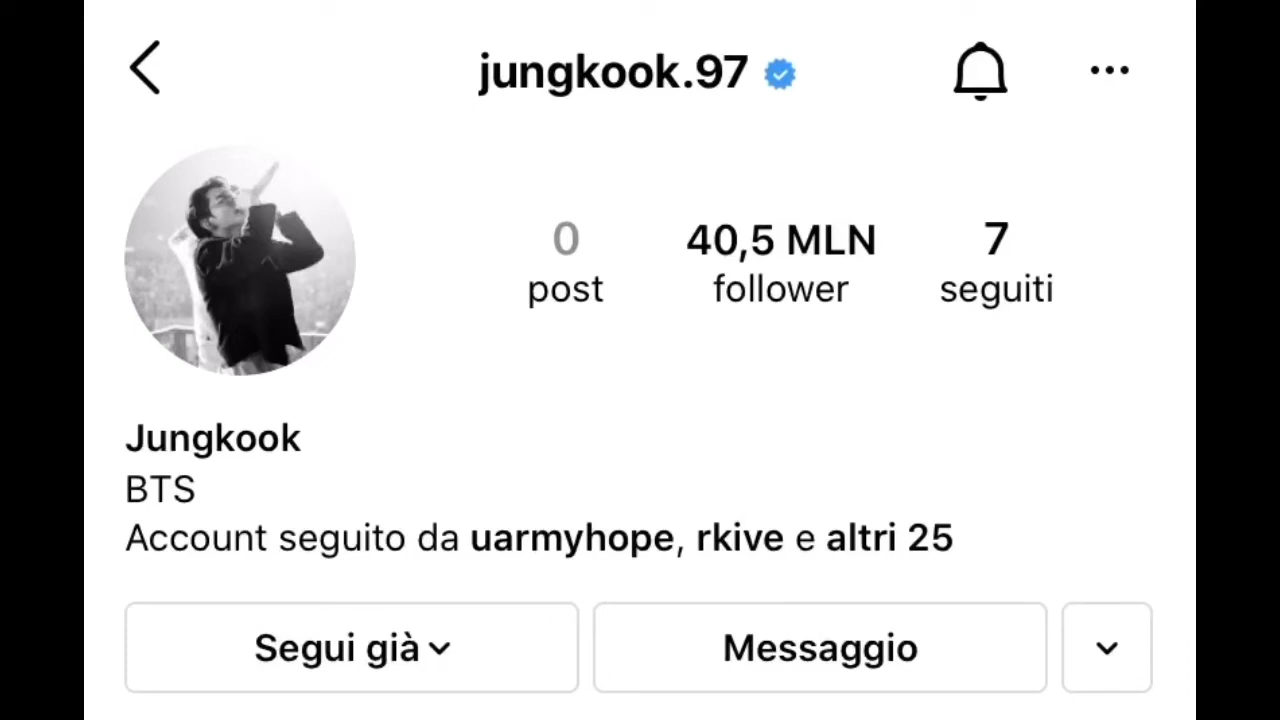 jungkook.97
0 40,5 MLN 7
post follower seguiti
Jungkook
BTS
Account seguito da uarmyhope, rkive e altri 25
Segui già Messaggio